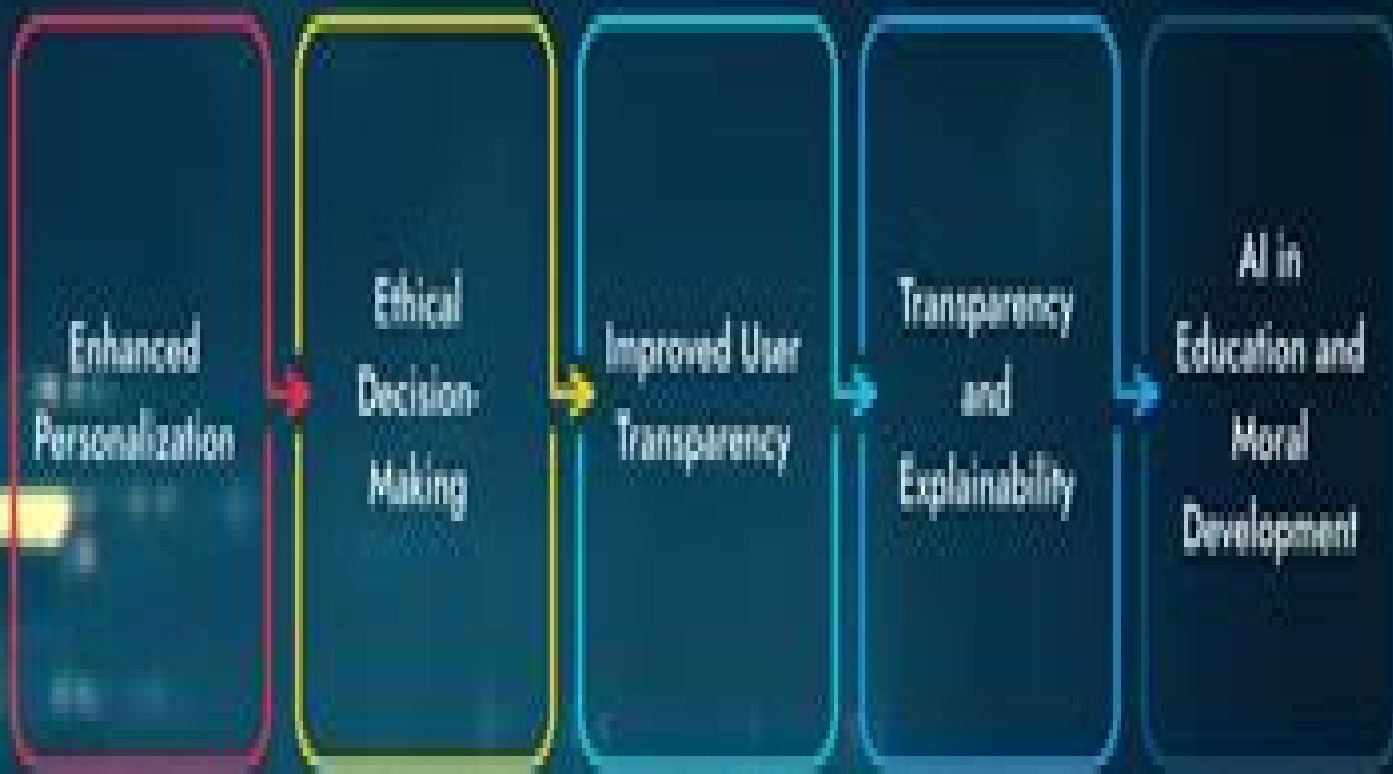 Enhanced
Personalization
Ethical
Decision-
Making
Improved User
Transparency
Transparency
and
Explainability
AI in
Education and
Moral
Development